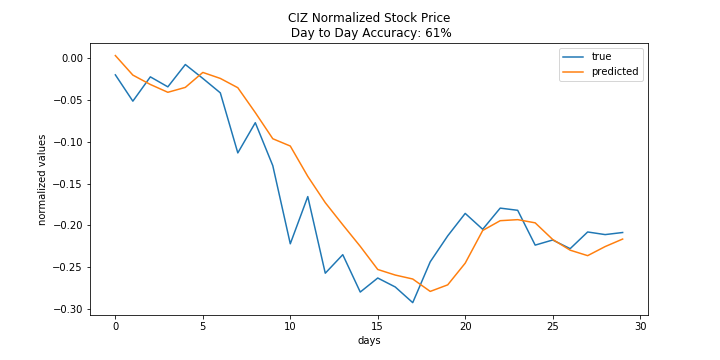 CIZ Normalized Stock Price
Day to Day Accuracy: 61%
true
predicted
0.00
−0.05
−0.10
−0.15
−0.20
−0.25
−0.30
normalized values
0 5 10 15 20 25 30
days